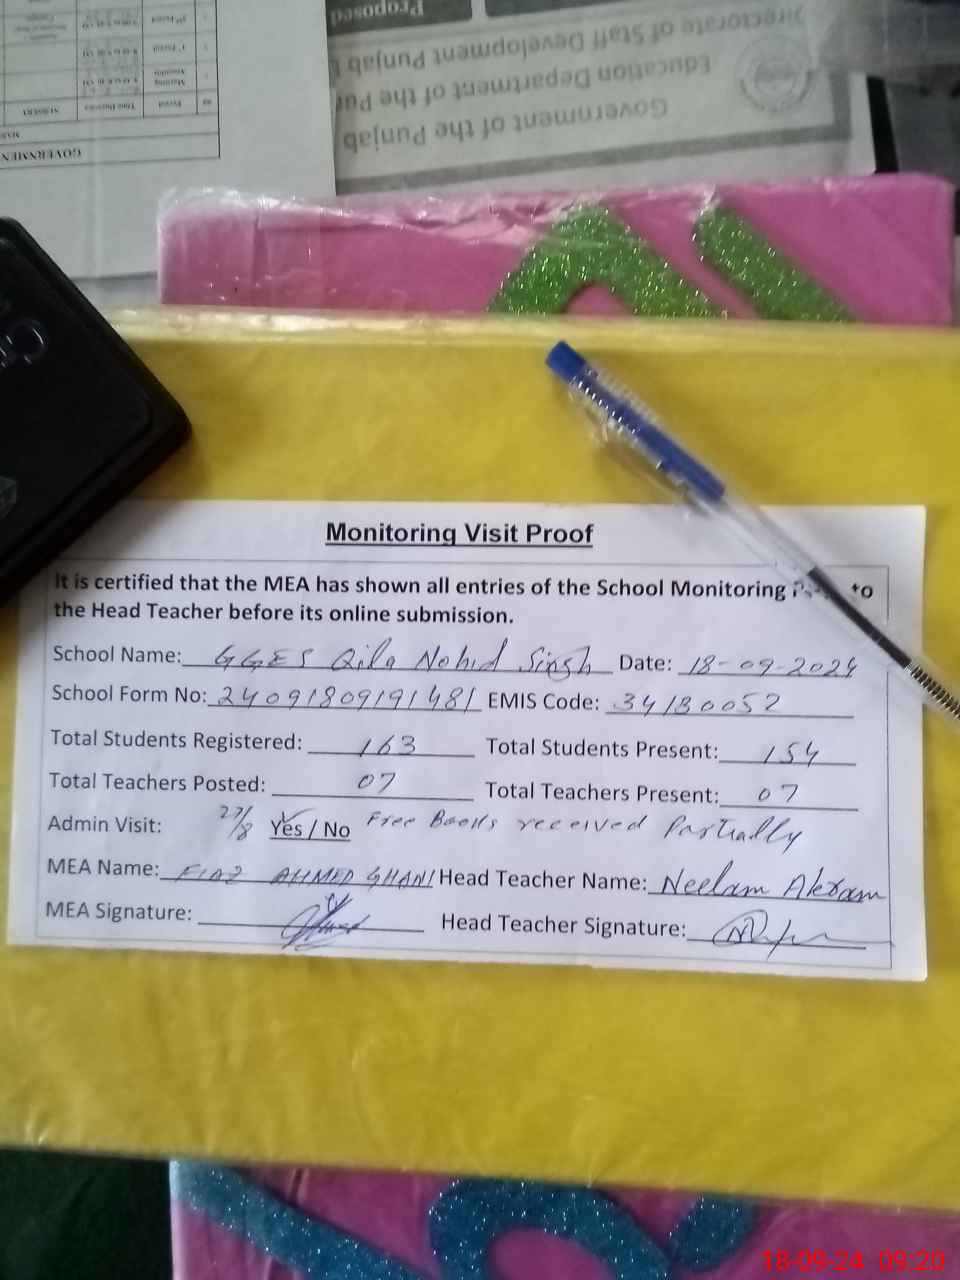 Proposed
Directorate of Staff Development Punjab
Education Department of the Pun
Government of the Punjab
GOVERNMEN
Monitoring Visit Proof
It is certified that the MEA has shown all entries of the School Monitoring to
the Head Teacher before its online submission.
School Name: GGES Qila Nohid Singh Date: 18-09-2024
School Form No: 24091809191481 EMIS Code: 34130052
Total Students Registered: 163 Total Students Present: 154
Total Teachers Posted: 07 Total Teachers Present: 07
Admin Visit: 27/8 Yes / No Free Books received Partially
MEA Name: FIAZ AHMED GHANI Head Teacher Name: Neelam Akram
MEA Signature: Head Teacher Signature:
18-09-24 09:20